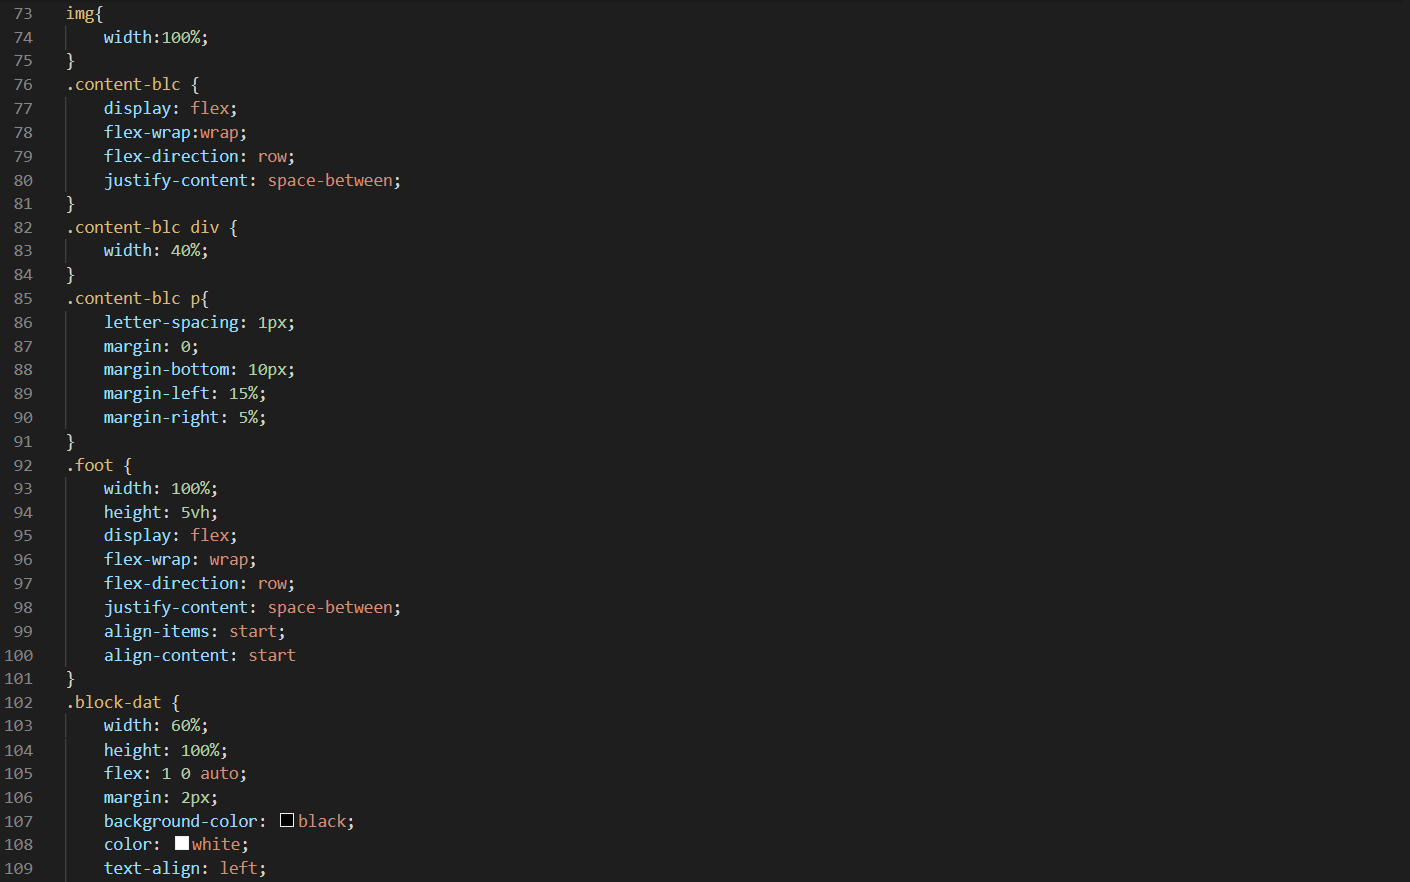 73 img{
74 width:100%;
75 }
76 .content-blc {
77 display: flex;
78 flex-wrap:wrap;
79 flex-direction: row;
80 justify-content: space-between;
81 }
82 .content-blc div {
83 width: 40%;
84 }
85 .content-blc p{
86 letter-spacing: 1px;
87 margin: 0;
88 margin-bottom: 10px;
89 margin-left: 15%;
90 margin-right: 5%;
91 }
92 .foot {
93 width: 100%;
94 height: 5vh;
95 display: flex;
96 flex-wrap: wrap;
97 flex-direction: row;
98 justify-content: space-between;
99 align-items: start;
100 align-content: start
101 }
102 .block-dat {
103 width: 60%;
104 height: 100%;
105 flex: 1 0 auto;
106 margin: 2px;
107 background-color: black;
108 color: white;
109 text-align: left;